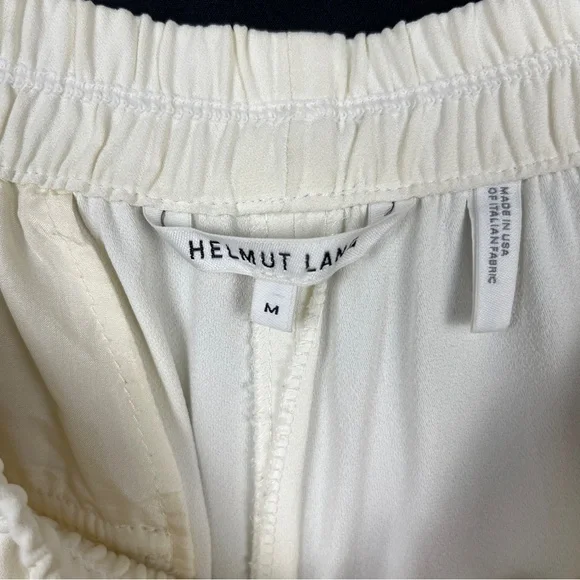 HELMUT LANG
M
MADE IN USA
OF ITALIAN FABRIC